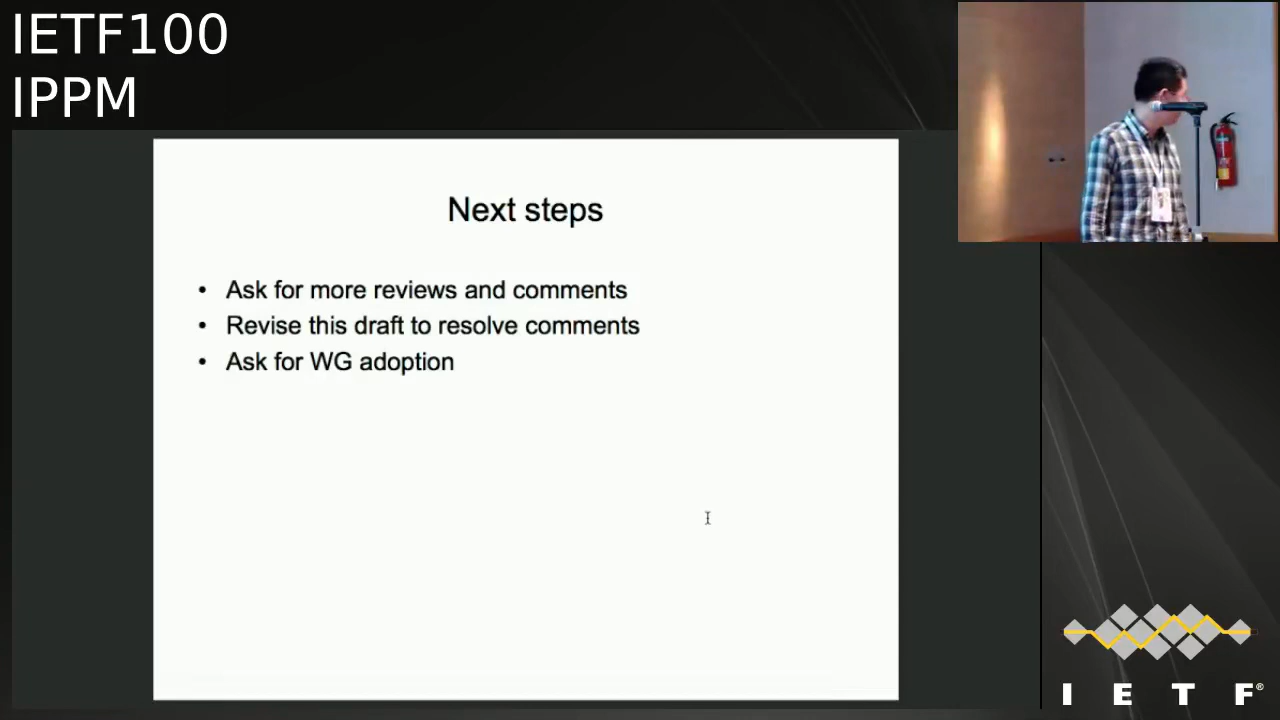 IETF100
IPPM
Next steps
• Ask for more reviews and comments
• Revise this draft to resolve comments
• Ask for WG adoption
I E T F®